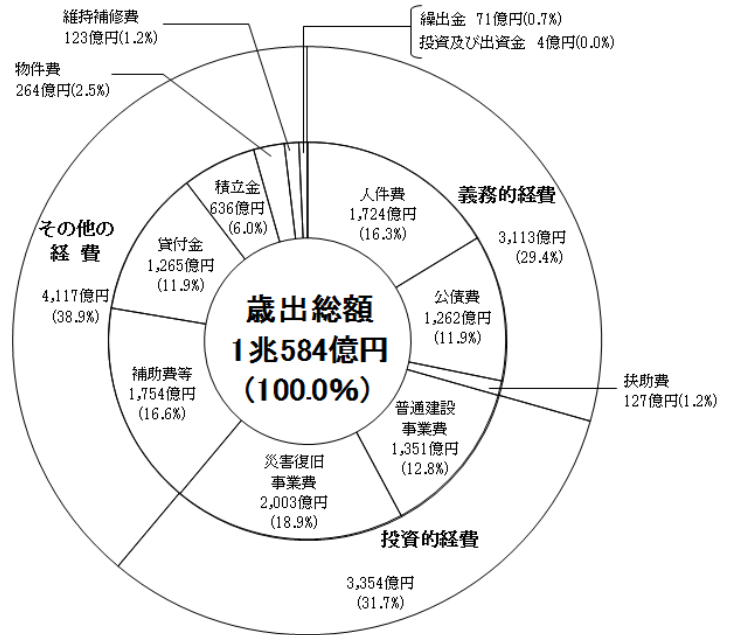 維持補修費
123億円(1.2%)
繰出金 71億円(0.7%)
投資及び出資金 4億円(0.0%)
物件費
264億円(2.5%)
人件費
1,724億円
(16.3%)
義務的経費
3,113億円
(29.4%)
公債費
1,262億円
(11.9%)
扶助費
127億円(1.2%)
普通建設
事業費
1,351億円
(12.8%)
災害復旧
事業費
2,003億円
(18.9%)
投資的経費
3,354億円
(31.7%)
補助費等
1,754億円
(16.6%)
貸付金
1,265億円
(11.9%)
積立金
636億円
(6.0%)
その他の
経 費
4,117億円
(38.9%)
歳出総額
1兆584億円
(100.0%)